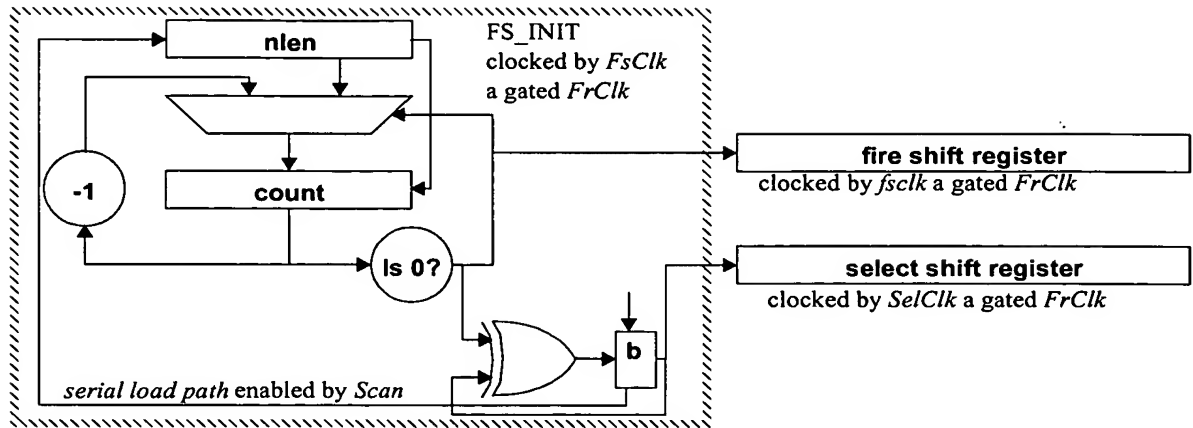 nlen
FS_INIT
clocked by FsClk
a gated FrClk
-1
count
Is 0?
fire shift register
clocked by fsclk a gated FrClk
select shift register
clocked by SelClk a gated FrClk
b
serial load path enabled by Scan